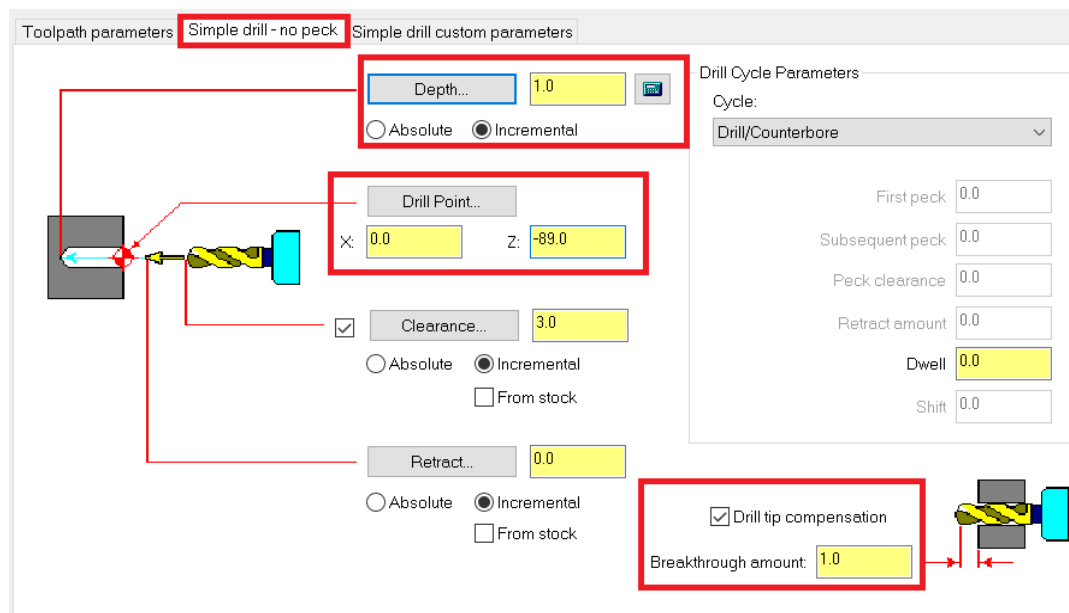 Toolpath parameters Simple drill - no peck Simple drill custom parameters
Depth... 1.0
Absolute Incremental
Drill Point...
X: 0.0 Z: -89.0
Clearance... 3.0
Absolute Incremental
From stock
Retract... 0.0
Absolute Incremental
From stock
Drill Cycle Parameters
Cycle:
Drill/Counterbore
First peck 0.0
Subsequent peck 0.0
Peck clearance 0.0
Retract amount 0.0
Dwell 0.0
Shift 0.0
Drill tip compensation
Breakthrough amount: 1.0